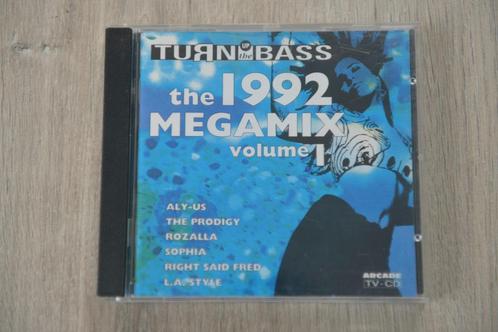 TURN UP the BASS
the 1992
MEGAMIX
volume 1
ALY-US
THE PRODIGY
ROZALLA
SOPHIA
RIGHT SAID FRED
L.A. STYLE
ARCADE
TV-CD